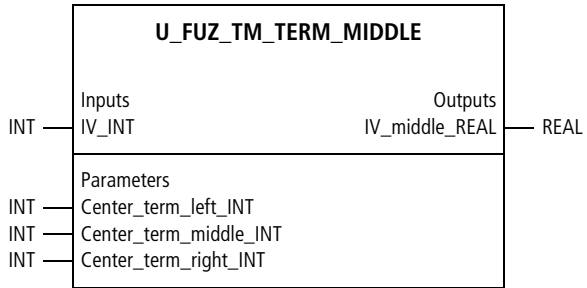 U_FUZ_TM_TERM_MIDDLE
Inputs Outputs
INT IV_INT IV_middle_REAL REAL
Parameters
INT Center_term_left_INT
INT Center_term_middle_INT
INT Center_term_right_INT